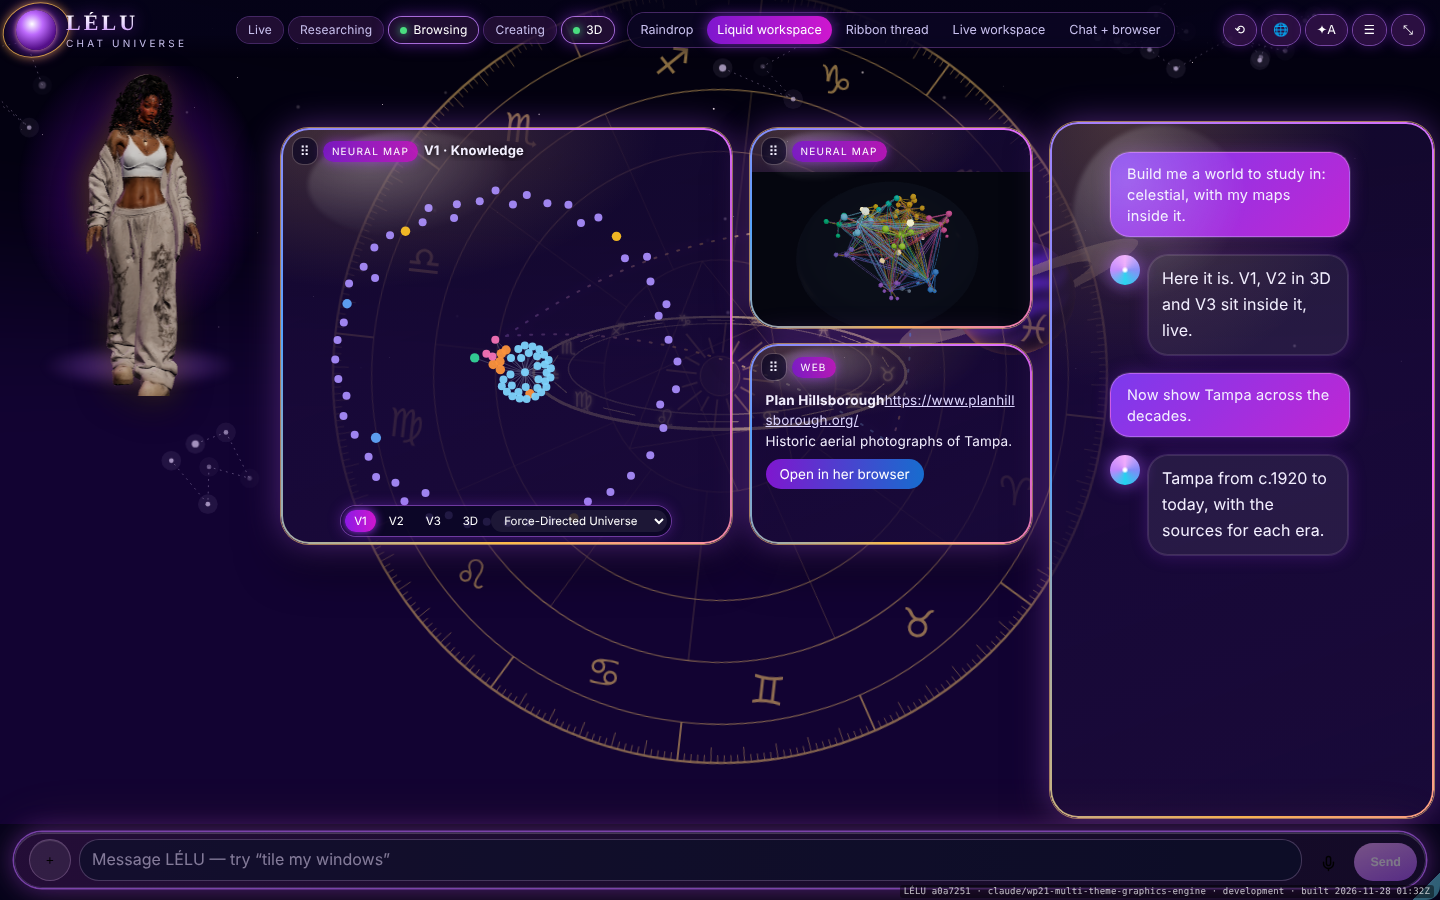 LÉLU
CHAT UNIVERSE
Live
Researching
Browsing
Creating
3D
Raindrop
Liquid workspace
Ribbon thread
Live workspace
Chat + browser
✦A
NEURAL MAP
V1 · Knowledge
V1
V2
V3
3D
Force-Directed Universe
NEURAL MAP
WEB
Plan Hillsboroughhttps://www.planhill
sborough.org/
Historic aerial photographs of Tampa.
Open in her browser
Build me a world to study in:
celestial, with my maps
inside it.
Here it is. V1, V2 in 3D
and V3 sit inside it,
live.
Now show Tampa across the
decades.
Tampa from c.1920 to
today, with the
sources for each era.
Message LÉLU — try “tile my windows”
Send
LÉLU a0a7251 · claude/wp21-multi-theme-graphics-engine · development · built 2026-11-28 01:32Z